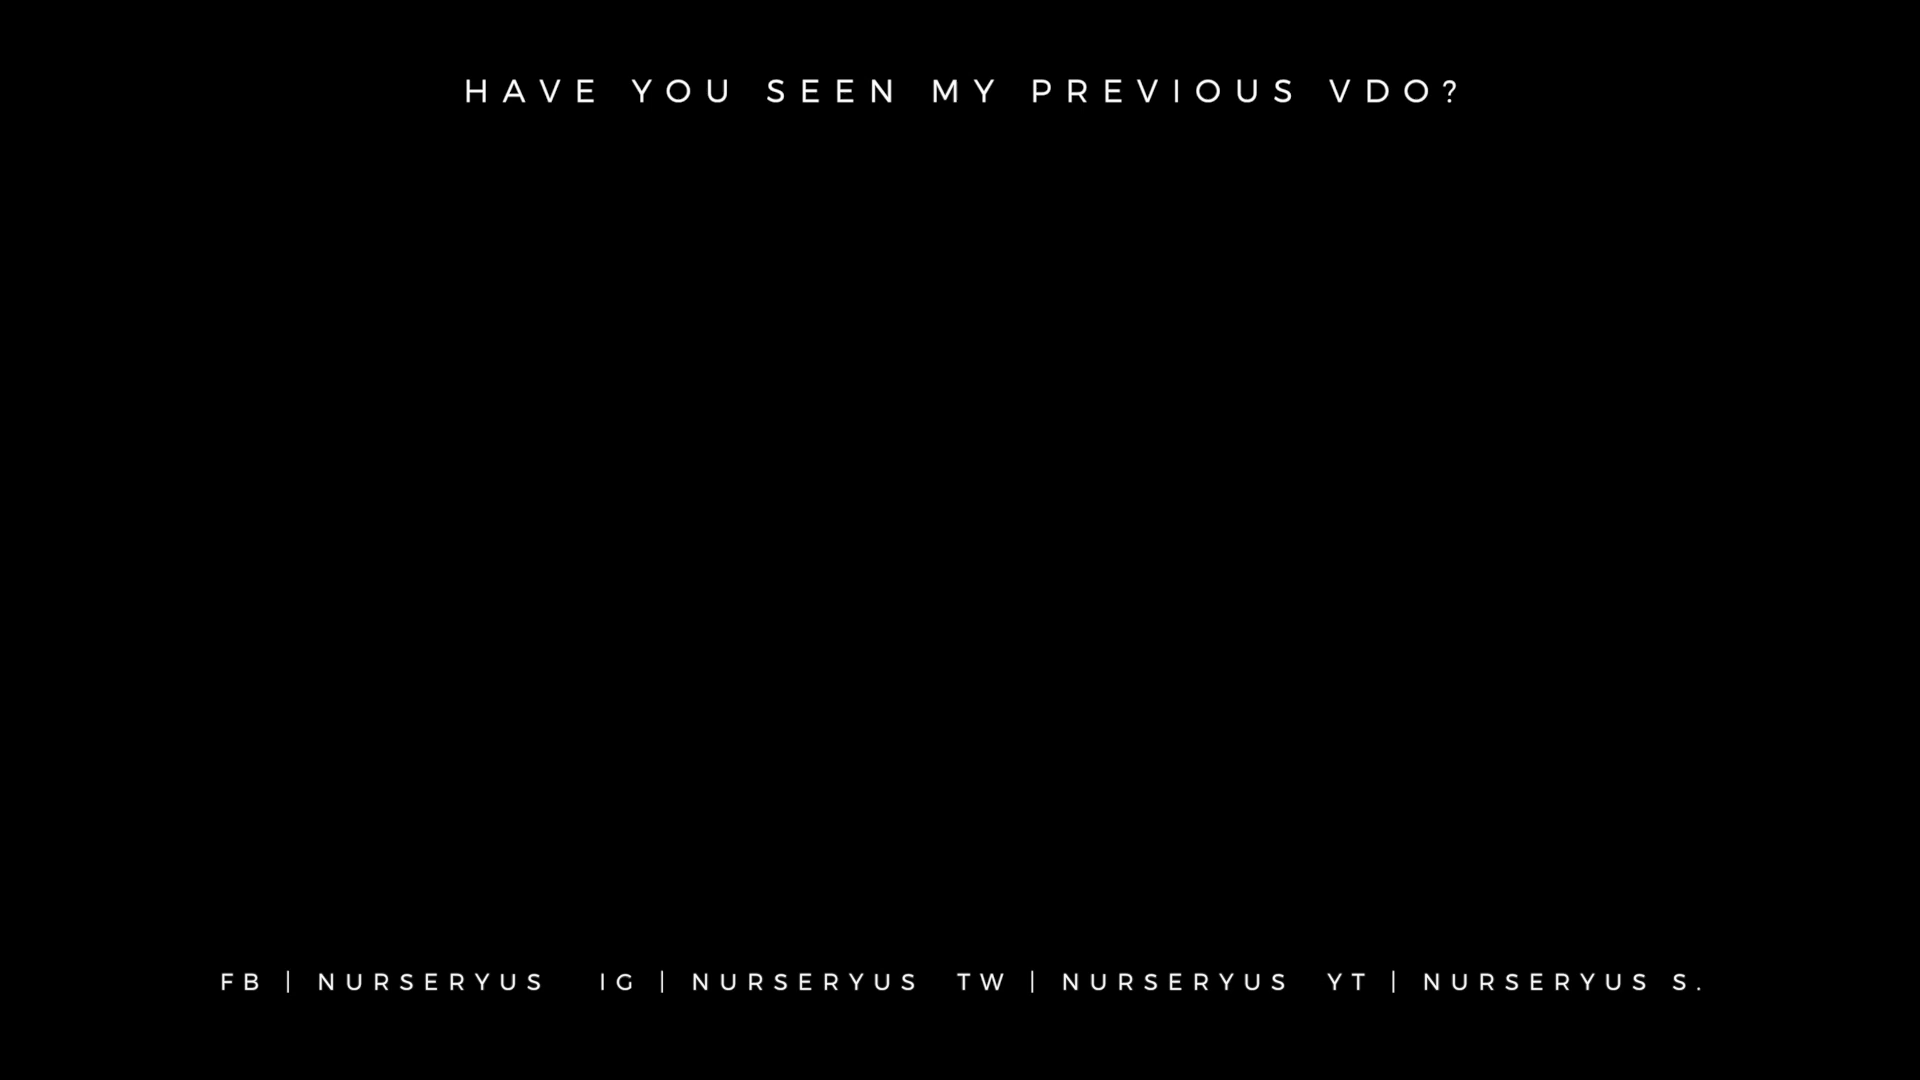 HAVE YOU SEEN MY PREVIOUS VDO?
FB | NURSERYUS IG | NURSERYUS TW | NURSERYUS YT | NURSERYUS S.